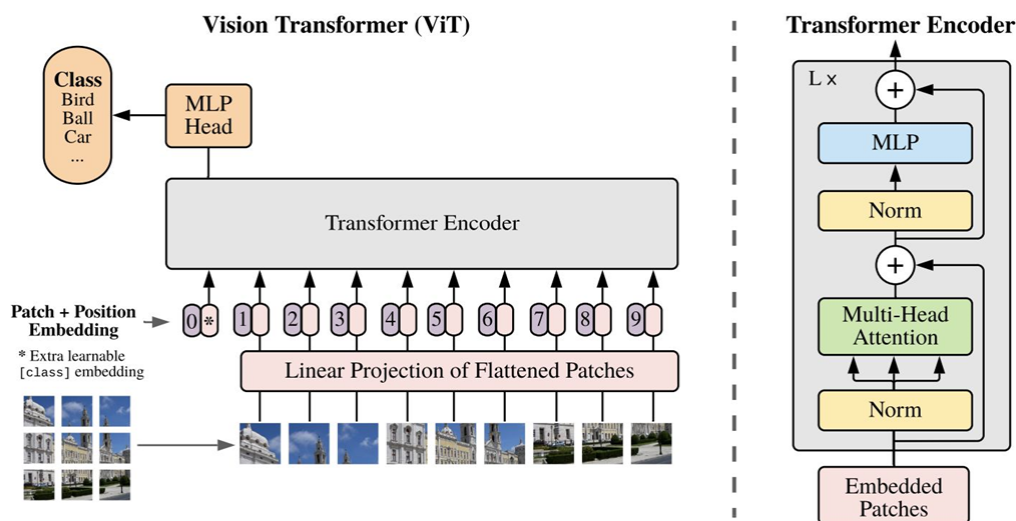 Vision Transformer (ViT)
Class
Bird
Ball
Car
...
MLP
Head
Transformer Encoder
Patch + Position
Embedding
0 * 1 2 3 4 5 6 7 8 9
* Extra learnable
[class] embedding
Linear Projection of Flattened Patches
Transformer Encoder
L ×
+
MLP
Norm
+
Multi-Head
Attention
Norm
Embedded
Patches